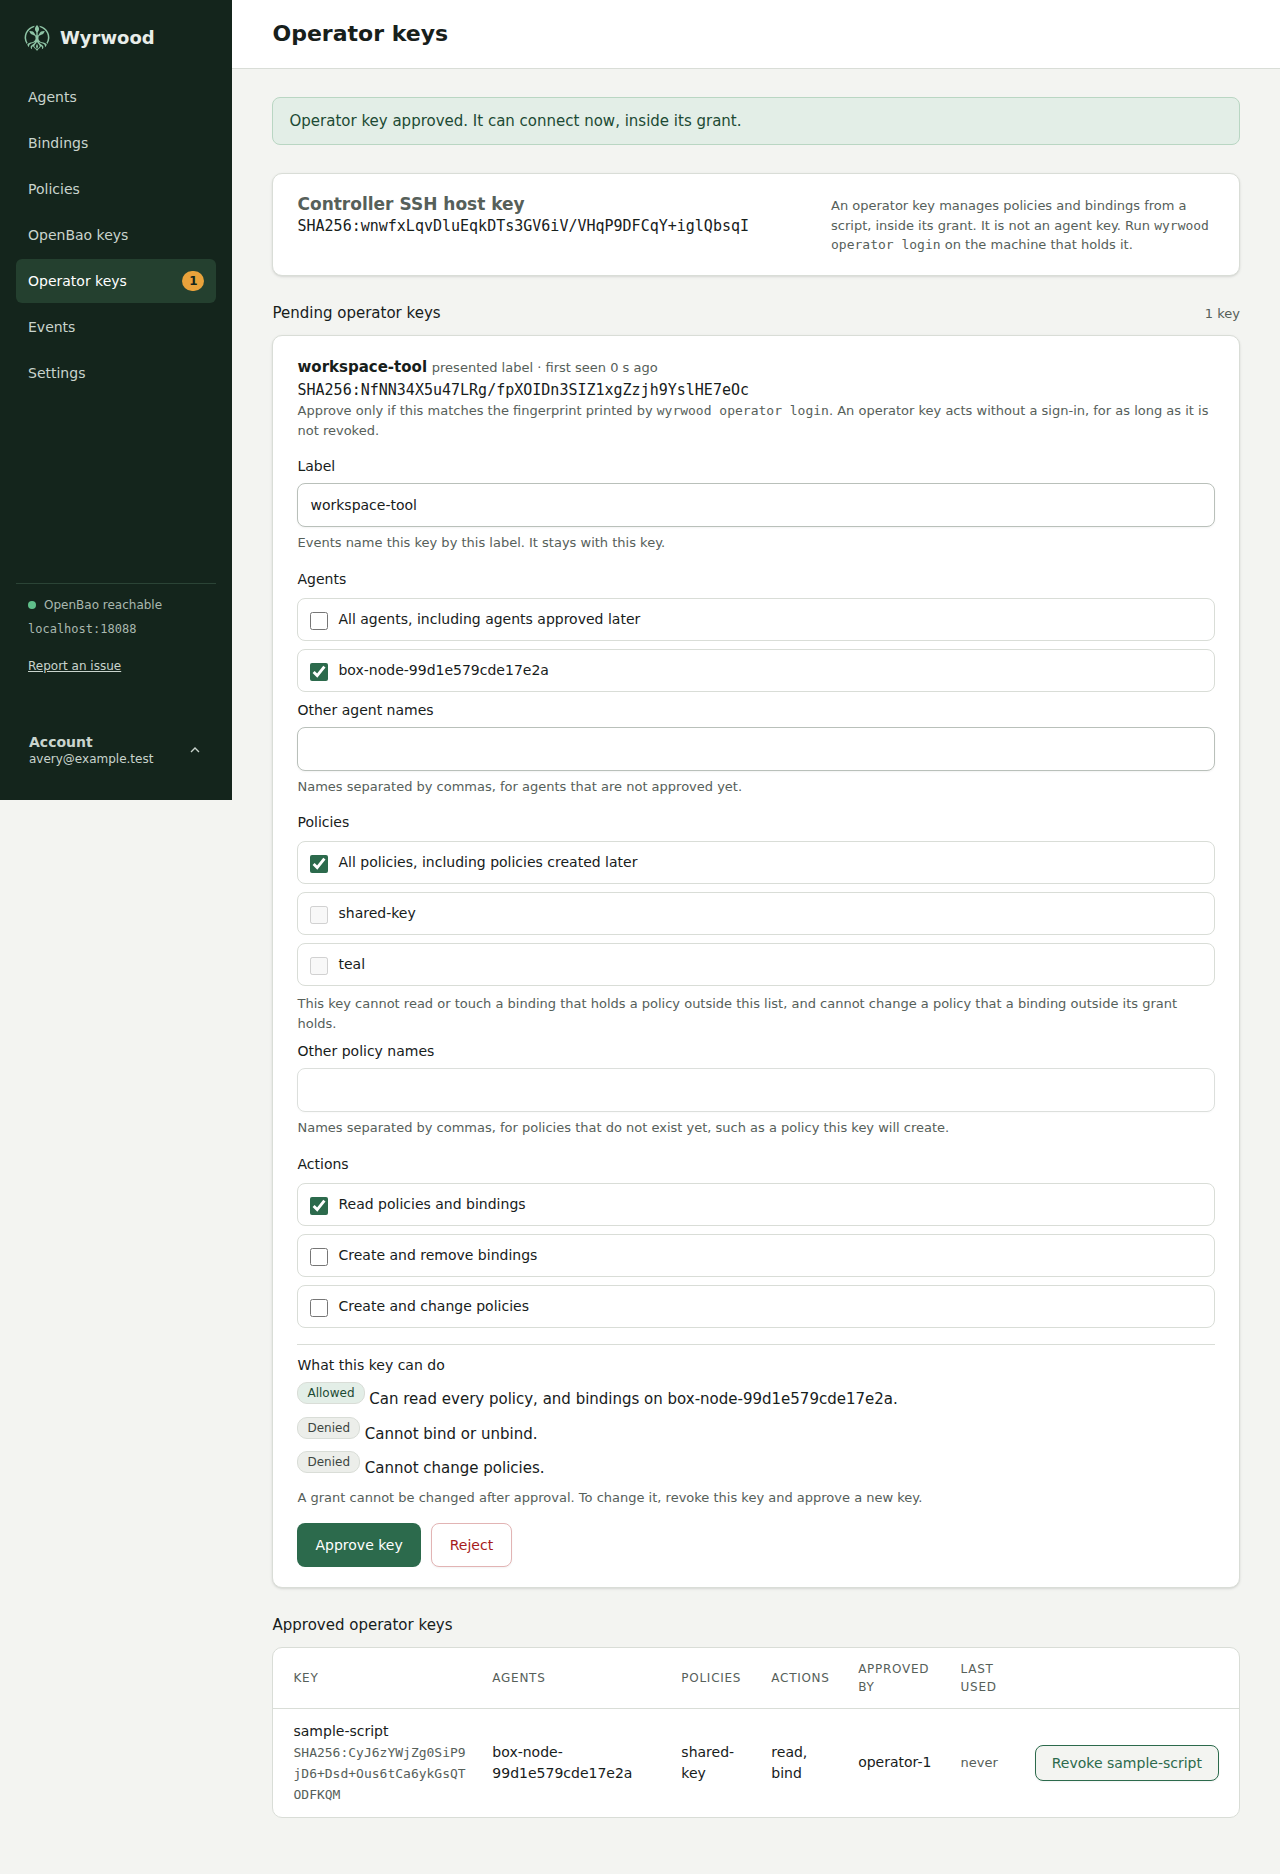 Wyrwood
Agents
Bindings
Policies
OpenBao keys
Operator keys 1
Events
Settings
OpenBao reachable
localhost:18088
Report an issue
Account
avery@example.test
Operator keys
Operator key approved. It can connect now, inside its grant.
Controller SSH host key
SHA256:wnwfxLqvDluEqkDTs3GV6iV/VHqP9DFCqY+iglQbsqI
An operator key manages policies and bindings from a
script, inside its grant. It is not an agent key. Run wyrwood
operator login on the machine that holds it.
Pending operator keys
1 key
workspace-tool presented label · first seen 0 s ago
SHA256:NfNN34X5u47LRg/fpXOIDn3SIZ1xgZzjh9YslHE7eOc
Approve only if this matches the fingerprint printed by wyrwood operator login. An operator key acts without a sign-in, for as long as it is
not revoked.
Label
workspace-tool
Events name this key by this label. It stays with this key.
Agents
All agents, including agents approved later
box-node-99d1e579cde17e2a
Other agent names
Names separated by commas, for agents that are not approved yet.
Policies
All policies, including policies created later
shared-key
teal
This key cannot read or touch a binding that holds a policy outside this list, and cannot change a policy that a binding outside its grant
holds.
Other policy names
Names separated by commas, for policies that do not exist yet, such as a policy this key will create.
Actions
Read policies and bindings
Create and remove bindings
Create and change policies
What this key can do
Allowed Can read every policy, and bindings on box-node-99d1e579cde17e2a.
Denied Cannot bind or unbind.
Denied Cannot change policies.
A grant cannot be changed after approval. To change it, revoke this key and approve a new key.
Approve key
Reject
Approved operator keys
KEY
AGENTS
POLICIES
ACTIONS
APPROVED
BY
LAST
USED
sample-script
SHA256:CyJ6zYWjZg0SiP9
jD6+Dsd+Ous6tCa6ykGsQT
ODFKQM
box-node-
99d1e579cde17e2a
shared-
key
read,
bind
operator-1
never
Revoke sample-script